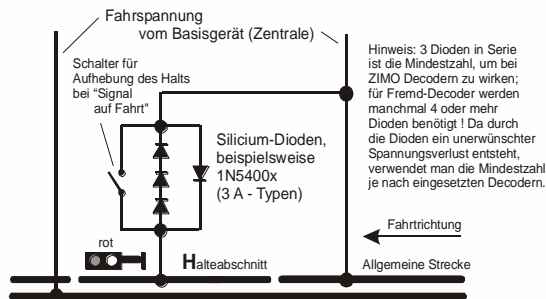 Fahrspannung
vom Basisgerät (Zentrale)
Schalter für
Aufhebung des Halts
bei "Signal
auf Fahrt"
Silicium-Dioden,
beispielsweise
1N5400x
(3 A - Typen)
Hinweis: 3 Dioden in Serie
ist die Mindestzahl, um bei
ZIMO Decodern zu wirken;
für Fremd-Decoder werden
manchmal 4 oder mehr
Dioden benötigt ! Da durch
die Dioden ein unerwünschter
Spannungsverlust entsteht,
verwendet man die Mindestzahl
je nach eingesetzten Decodern.
Fahrtrichtung
rot
Halteabschnitt
Allgemeine Strecke